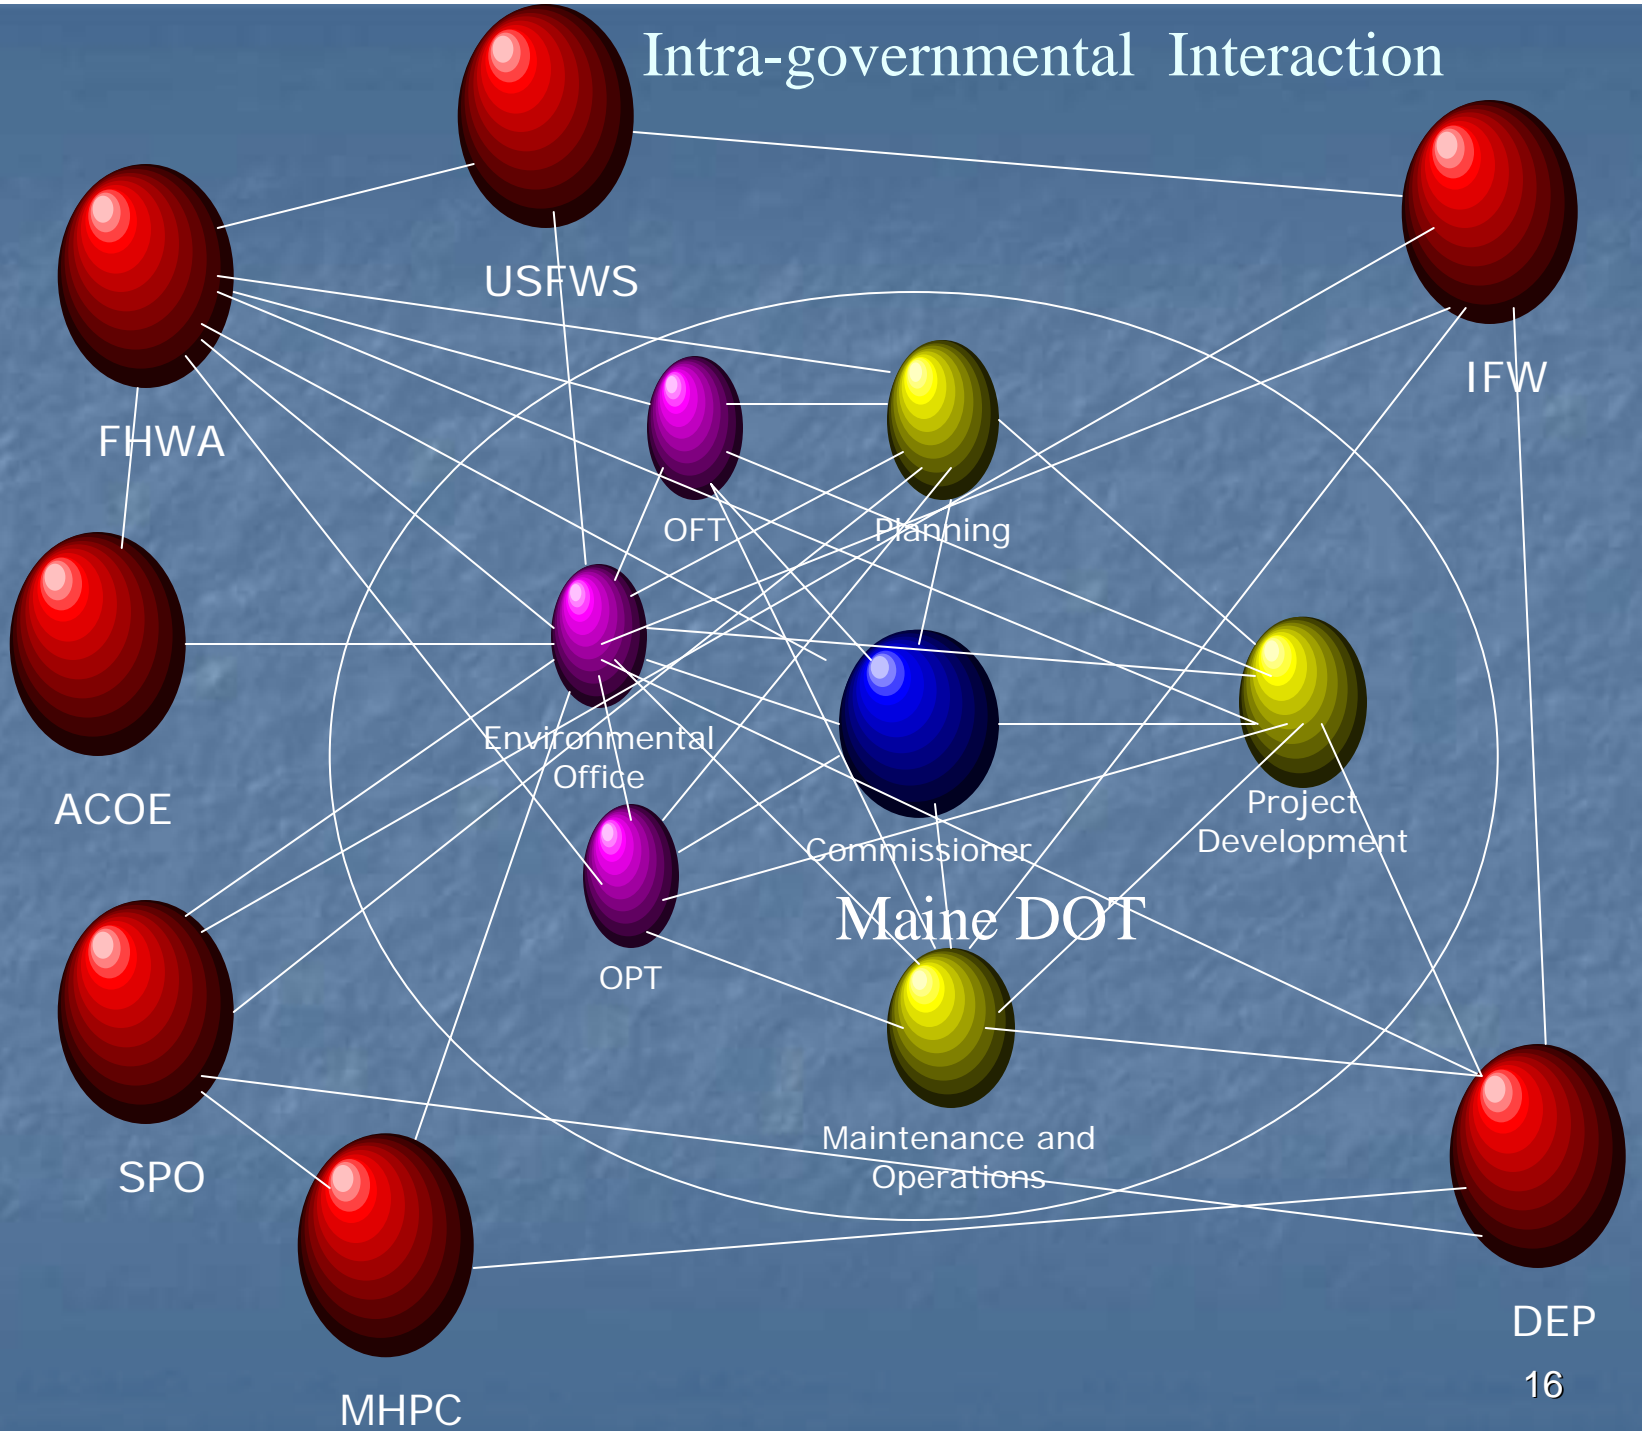 Intra-governmental Interaction
USFWS
IFW
FHWA
OFT
Planning
Environmental
Office
ACOE
Project
Development
Commissioner
Maine DOT
OPT
Maintenance and
Operations
SPO
DEP
16
MHPC